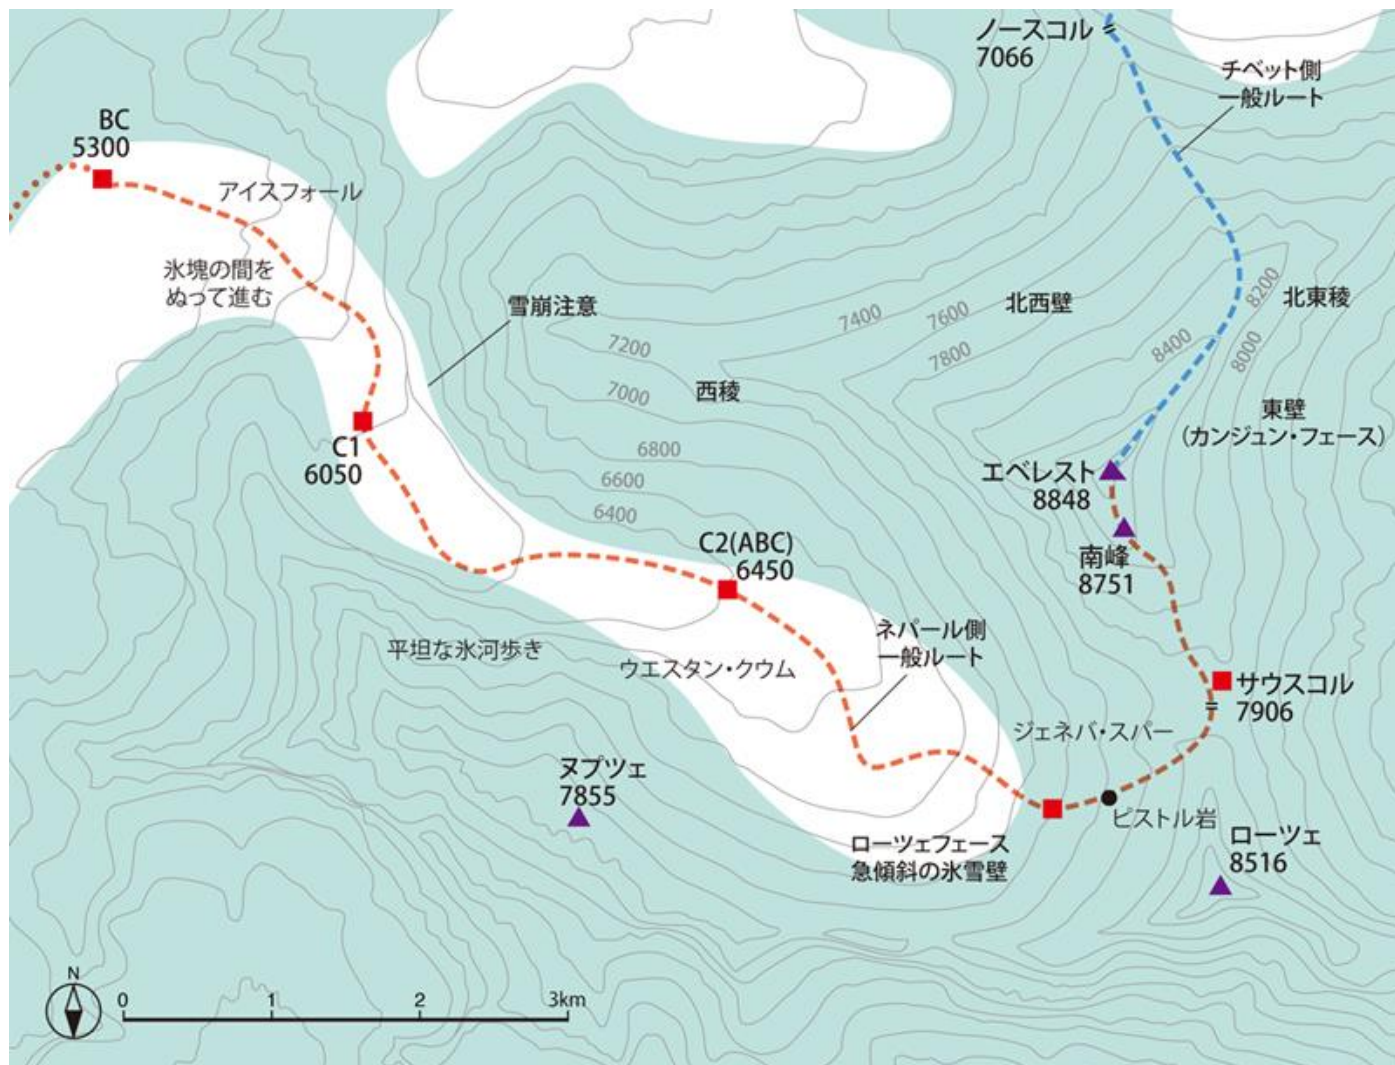 ノースコル
7066
チベット側
一般ルート
BC
5300
アイスフォール
氷塊の間を
ぬって進む
雪崩注意
7400
7600
7800
北西壁
8200
北東稜
8400
8000
7200
7000
西稜
東壁
(カンジュン・フェース)
C1
6050
6800
6600
6400
エベレスト
8848
南峰
8751
C2(ABC)
6450
平坦な氷河歩き
ウエスタン・クウム
ネパール側
一般ルート
サウスコル
7906
ジェネバ・スパー
ヌプツェ
7855
ピストル岩
ローツェフェース
急傾斜の氷雪壁
ローツェ
8516
N
0 1 2 3km